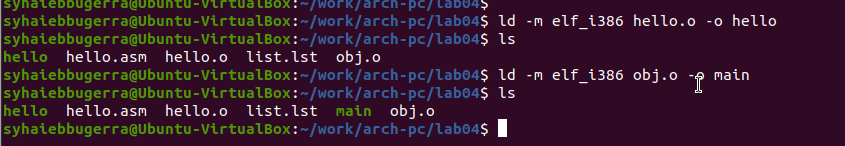 syhaiebbugerra@Ubuntu-VirtualBox:~/work/arch-pc/lab04$
syhaiebbugerra@Ubuntu-VirtualBox:~/work/arch-pc/lab04$ ld -m elf_i386 hello.o -o hello
syhaiebbugerra@Ubuntu-VirtualBox:~/work/arch-pc/lab04$ ls
hello  hello.asm  hello.o  list.lst  obj.o
syhaiebbugerra@Ubuntu-VirtualBox:~/work/arch-pc/lab04$ ld -m elf_i386 obj.o -o main
syhaiebbugerra@Ubuntu-VirtualBox:~/work/arch-pc/lab04$ ls
hello  hello.asm  hello.o  list.lst  main  obj.o
syhaiebbugerra@Ubuntu-VirtualBox:~/work/arch-pc/lab04$